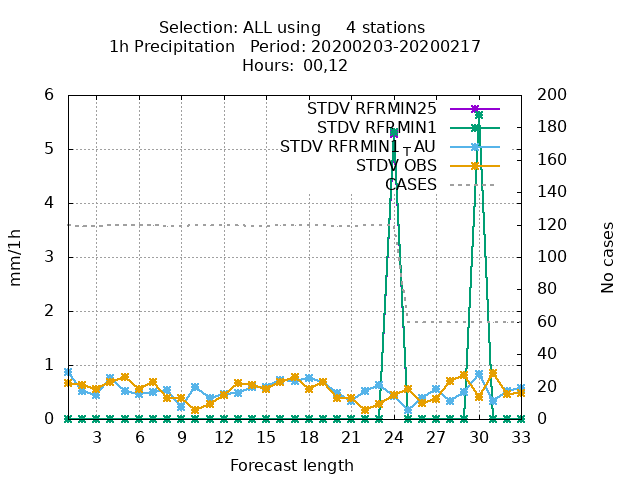 Selection: ALL using     4 stations
1h Precipitation   Period: 20200203-20200217
Hours:  00,12
6
5
4
3
2
1
0
mm/1h
200
180
160
140
120
100
80
60
40
20
0
No cases
STDV RFRMIN25
STDV RFRMIN1
STDV RFRMIN1_TAU
STDV OBS
CASES
3 6 9 12 15 18 21 24 27 30 33
Forecast length